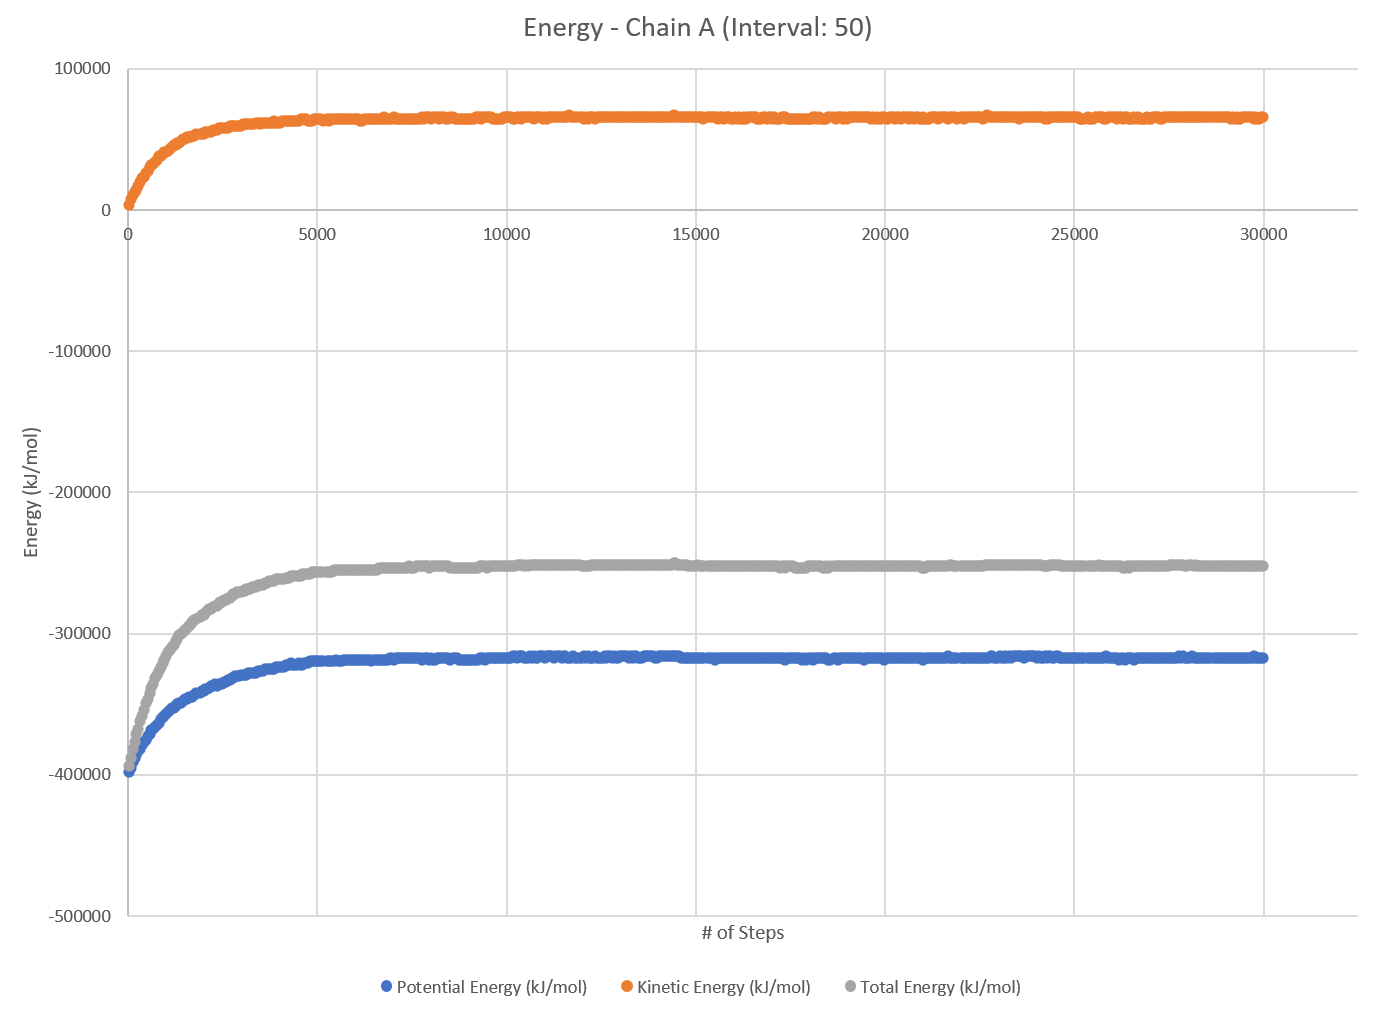 Energy - Chain A (Interval: 50)
100000
0
0 5000 10000 15000 20000 25000 30000
-100000
-200000
-300000
-400000
-500000
Energy (kJ/mol)
# of Steps
Potential Energy (kJ/mol) Kinetic Energy (kJ/mol) Total Energy (kJ/mol)